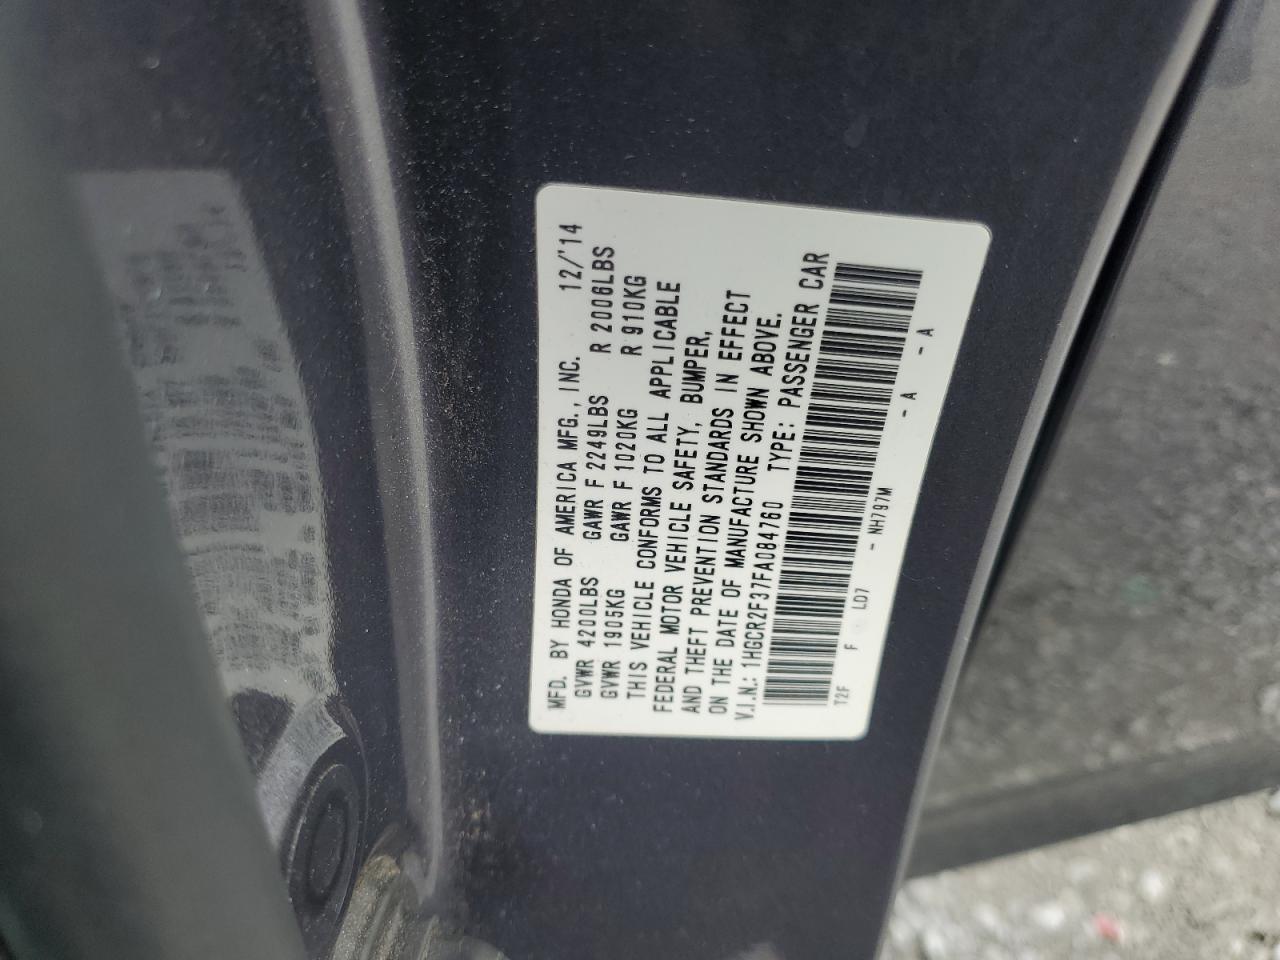 MFD. BY HONDA OF AMERICA MFG., INC. 12/'14
GVWR 4200LBS GAWR F 2249LBS R 2006LBS
GVWR 1905KG GAWR F 1020KG R 910KG
THIS VEHICLE CONFORMS TO ALL APPLICABLE
FEDERAL MOTOR VEHICLE SAFETY, BUMPER,
AND THEFT PREVENTION STANDARDS IN EFFECT
ON THE DATE OF MANUFACTURE SHOWN ABOVE.
V.I.N.: 1HGCR2F37FA084760 TYPE: PASSENGER CAR
T2F F LD7 - NH797M - A - A